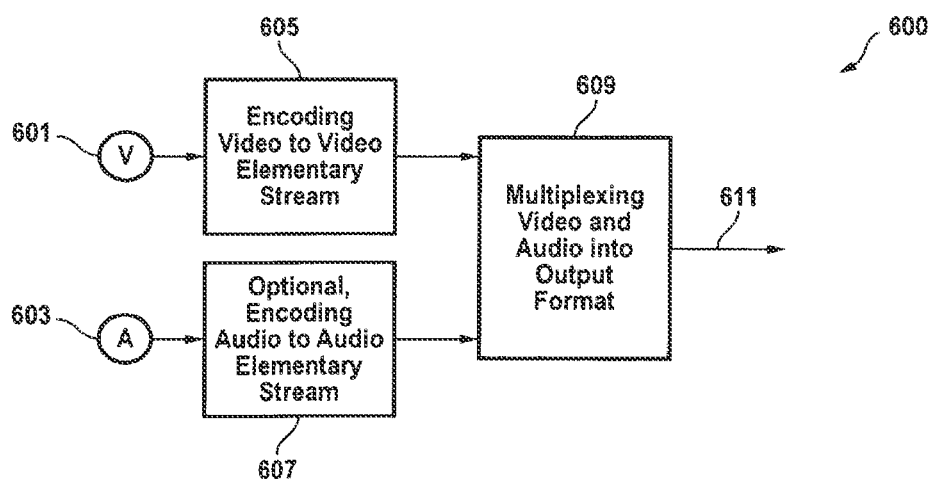 600
605
601
V
Encoding
Video to Video
Elementary
Stream
609
Multiplexing
Video and
Audio into
Output
Format
611
603
A
Optional,
Encoding
Audio to Audio
Elementary
Stream
607